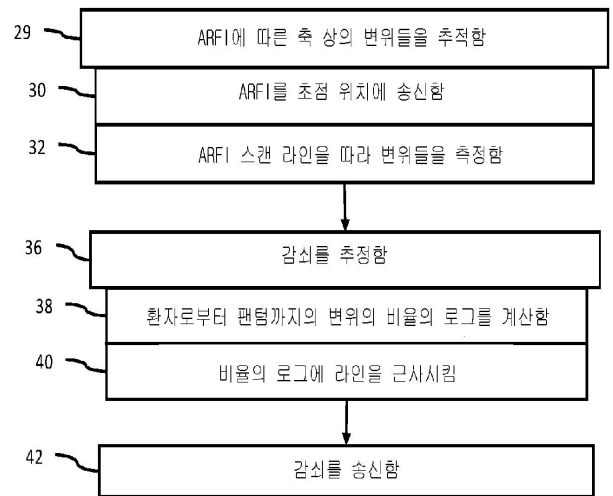 29
ARFI에 따른 축 상의 변위들을 추적함
30
ARFI를 초점 위치에 송신함
32
ARFI 스캔 라인을 따라 변위들을 측정함
36
감쇠를 추정함
38
환자로부터 팬텀까지의 변위의 비율의 로그를 계산함
40
비율의 로그에 라인을 근사시킴
42
감쇠를 송신함